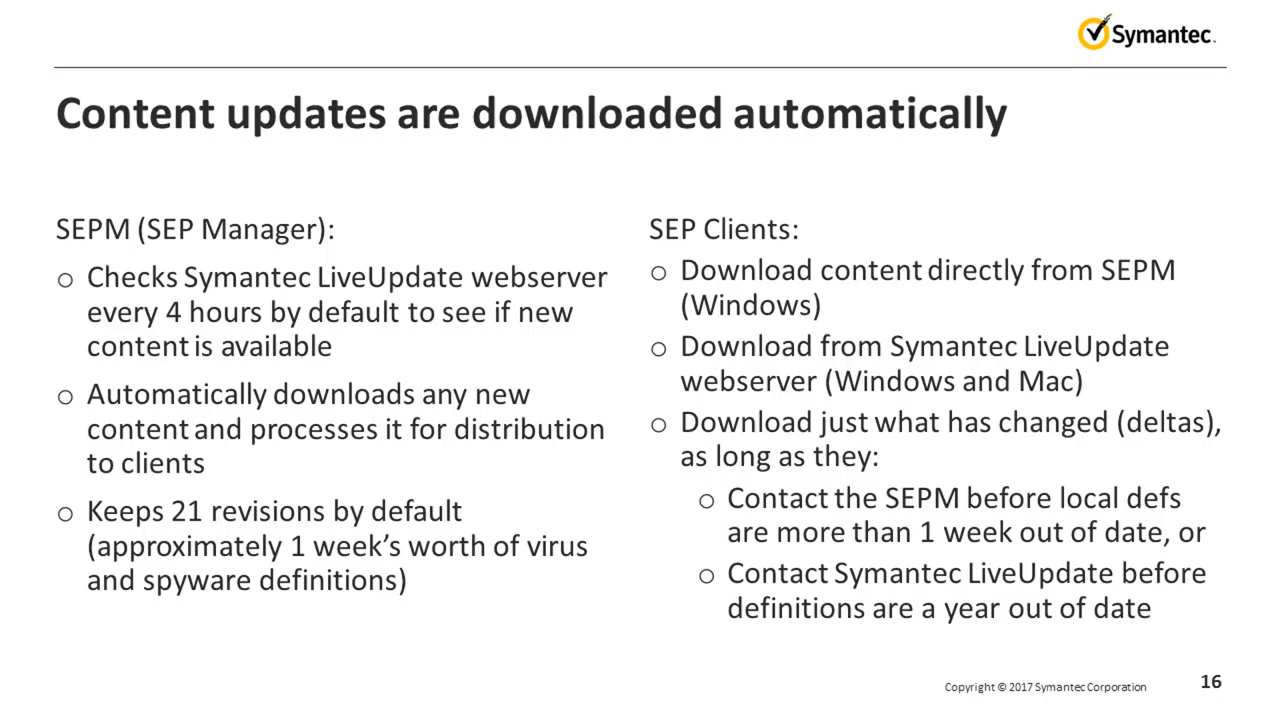 Symantec.
Content updates are downloaded automatically
SEPM (SEP Manager):
o Checks Symantec LiveUpdate webserver
every 4 hours by default to see if new
content is available
o Automatically downloads any new
content and processes it for distribution
to clients
o Keeps 21 revisions by default
(approximately 1 week’s worth of virus
and spyware definitions)
SEP Clients:
o Download content directly from SEPM
(Windows)
o Download from Symantec LiveUpdate
webserver (Windows and Mac)
o Download just what has changed (deltas),
as long as they:
o Contact the SEPM before local defs
are more than 1 week out of date, or
o Contact Symantec LiveUpdate before
definitions are a year out of date
Copyright © 2017 Symantec Corporation
16